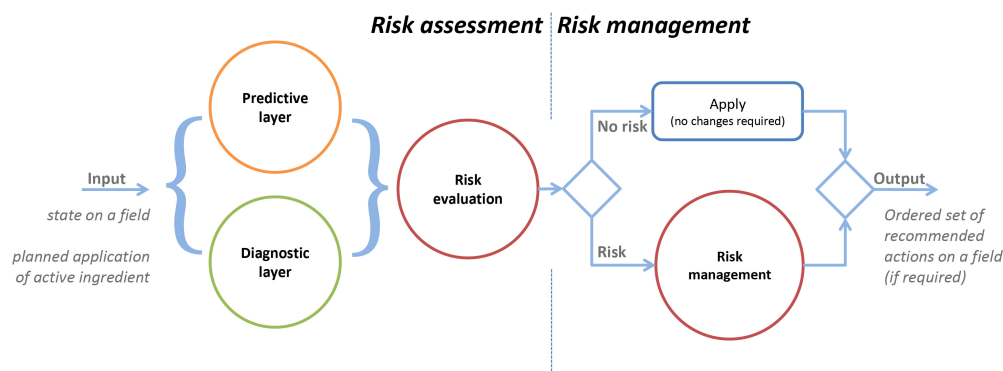 Risk assessment
Risk management
Input
state on a field
planned application
of active ingredient
Predictive
layer
Diagnostic
layer
Risk
evaluation
No risk
Apply
(no changes required)
Risk
Risk
management
Output
Ordered set of
recommended
actions on a field
(if required)